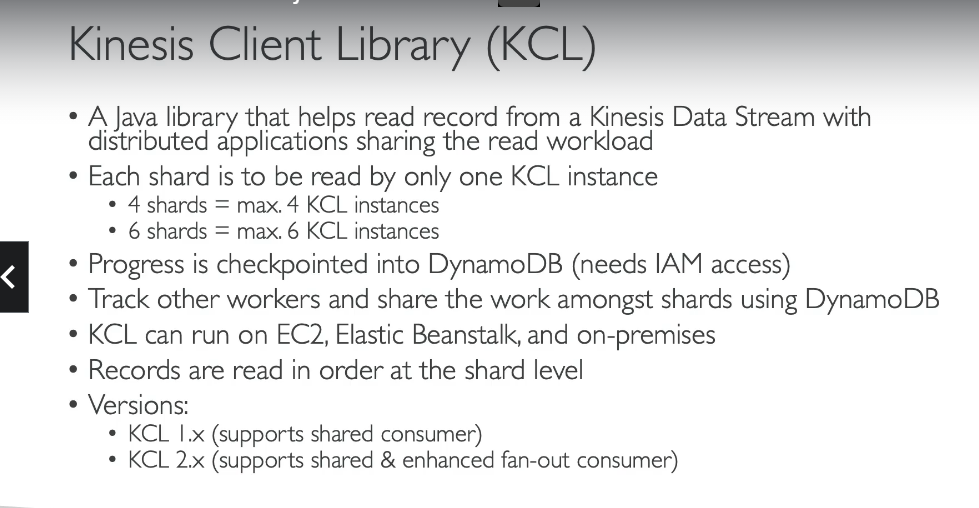 Kinesis Client Library (KCL)
• A Java library that helps read record from a Kinesis Data Stream with
distributed applications sharing the read workload
• Each shard is to be read by only one KCL instance
• 4 shards = max. 4 KCL instances
• 6 shards = max. 6 KCL instances
• Progress is checkpointed into DynamoDB (needs IAM access)
• Track other workers and share the work amongst shards using DynamoDB
• KCL can run on EC2, Elastic Beanstalk, and on-premises
• Records are read in order at the shard level
• Versions:
• KCL 1.x (supports shared consumer)
• KCL 2.x (supports shared & enhanced fan-out consumer)